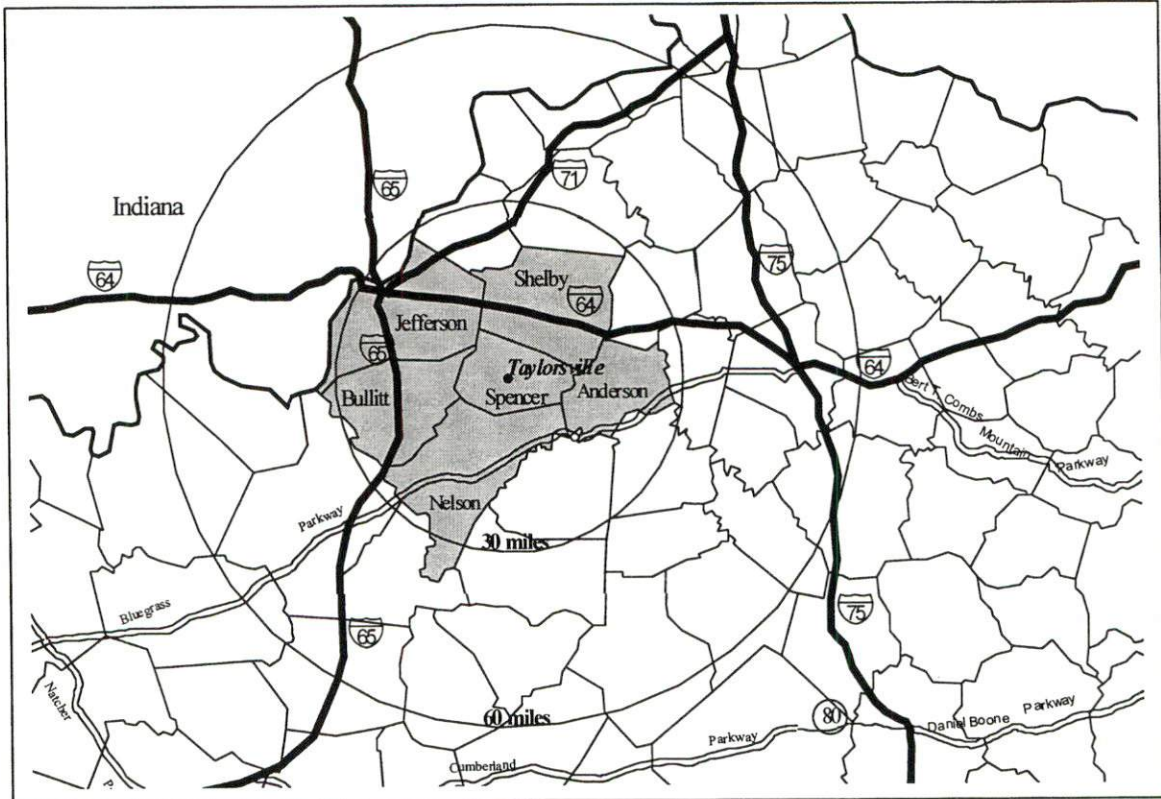 65
71
Indiana
75
64
Shelby
64
Jefferson
65
64
Taylorsville
Spencer
Anderson
Bullitt
Bert T Combs
Mountain
Parkway
Nelson
Parkway
30 miles
Bluegrass
75
65
Natcher
60 miles
80
Daniel Boone
Parkway
Parkway
Cumberland
P